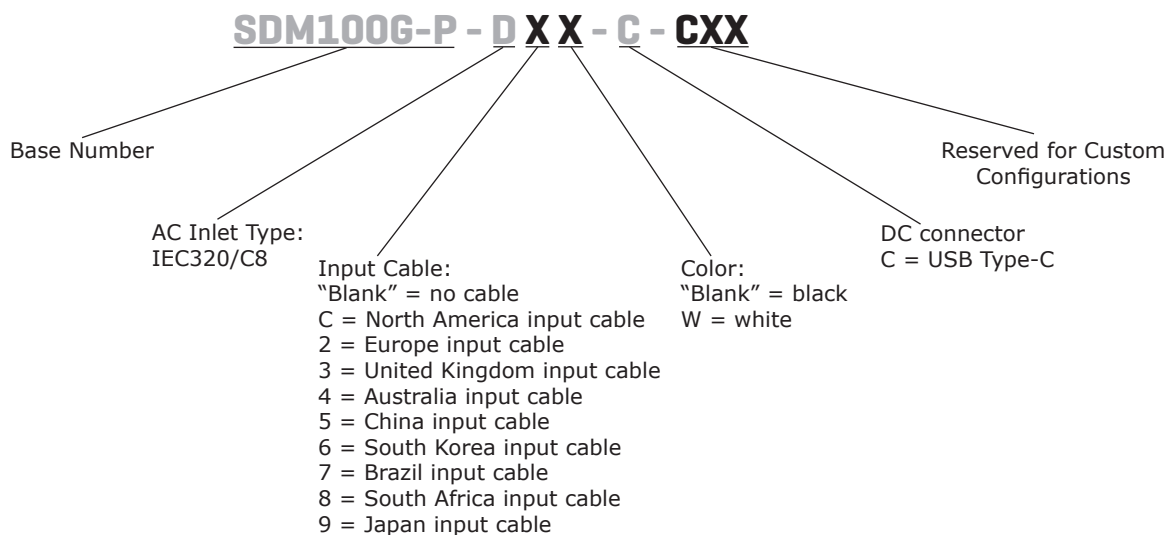 SDM100G-P - D X X - C - CXX
Base Number
Reserved for Custom
Configurations
AC Inlet Type:
IEC320/C8
DC connector
C = USB Type-C
Input Cable:
“Blank” = no cable
C = North America input cable
2 = Europe input cable
3 = United Kingdom input cable
4 = Australia input cable
5 = China input cable
6 = South Korea input cable
7 = Brazil input cable
8 = South Africa input cable
9 = Japan input cable
Color:
“Blank” = black
W = white